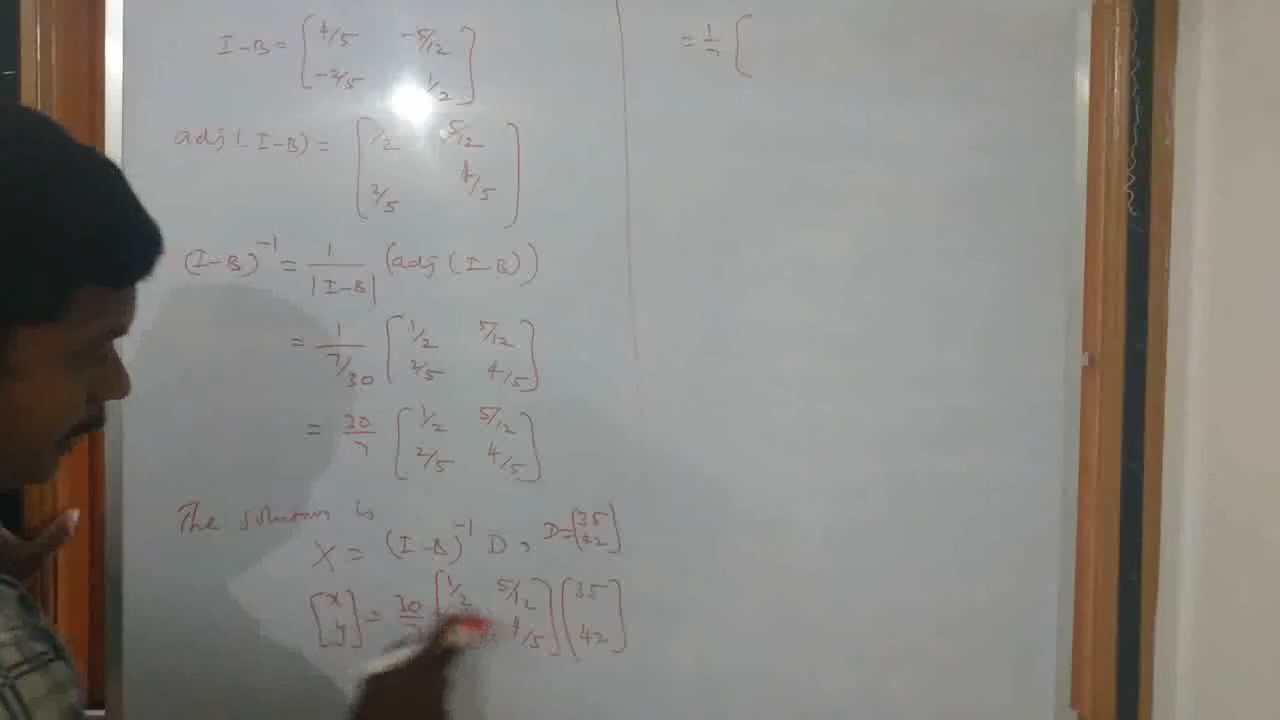 I-B = [ 4/5 -5/12
-2/5 1/2 ]
adj(I-B) = [ 1/2 5/12
2/5 4/5 ]
(I-B)^-1 = 1/|I-B| (adj(I-B))
= 1/(7/30) [ 1/2 5/12
2/5 4/5 ]
= 30/7 [ 1/2 5/12
2/5 4/5 ]
The solution is
X = (I-B)^-1 D, D = [ 35
42 ]
[ x = 30 [ 1/2 5/12 ] [ 35
y ] 4/5 42 ]
= 1/7 [